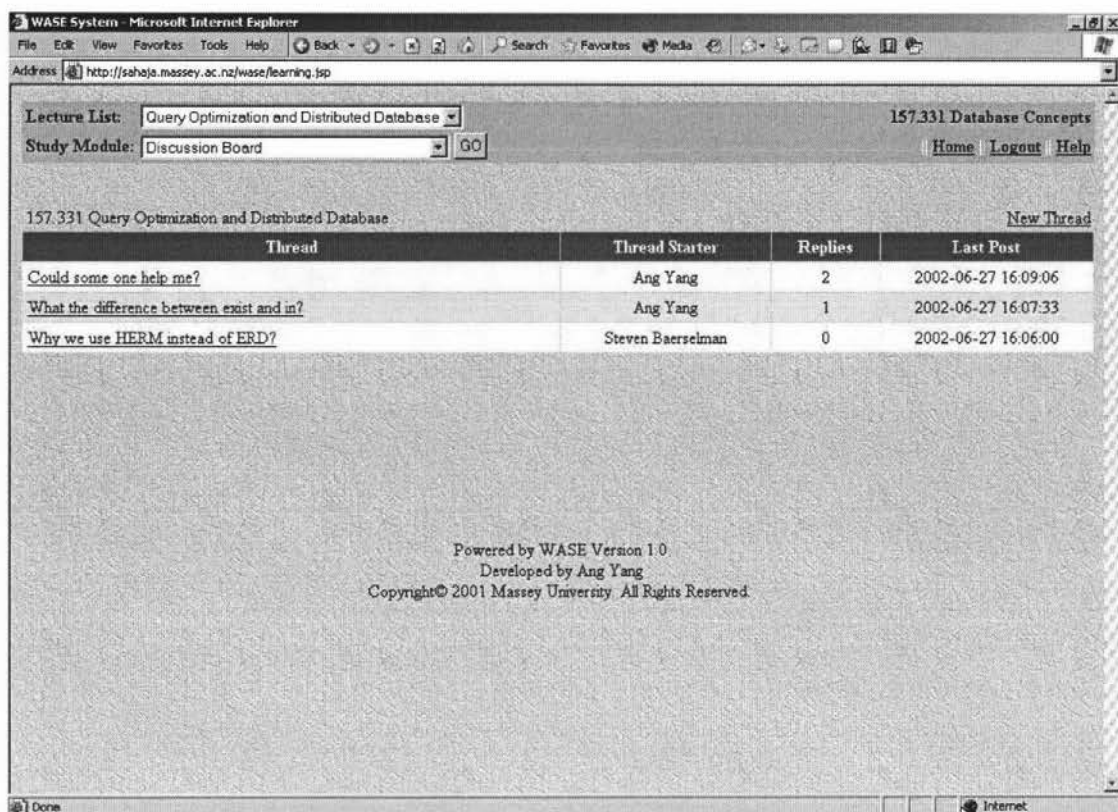 WASE System - Microsoft Internet Explorer
File Edit View Favorites Tools Help Back Search Favorites Media
Address http://sahaja.massey.ac.nz/wase/learning.jsp
Lecture List: Query Optimization and Distributed Database 157.331 Database Concepts
Study Module: Discussion Board GO Home Logout Help
157.331 Query Optimization and Distributed Database New Thread
Thread Thread Starter Replies Last Post
Could some one help me? Ang Yang 2 2002-06-27 16:09:06
What the difference between exist and in? Ang Yang 1 2002-06-27 16:07:33
Why we use HERM instead of ERD? Steven Baerselman 0 2002-06-27 16:06:00
Powered by WASE Version 1.0
Developed by Ang Yang
Copyright© 2001 Massey University. All Rights Reserved.
Done Internet